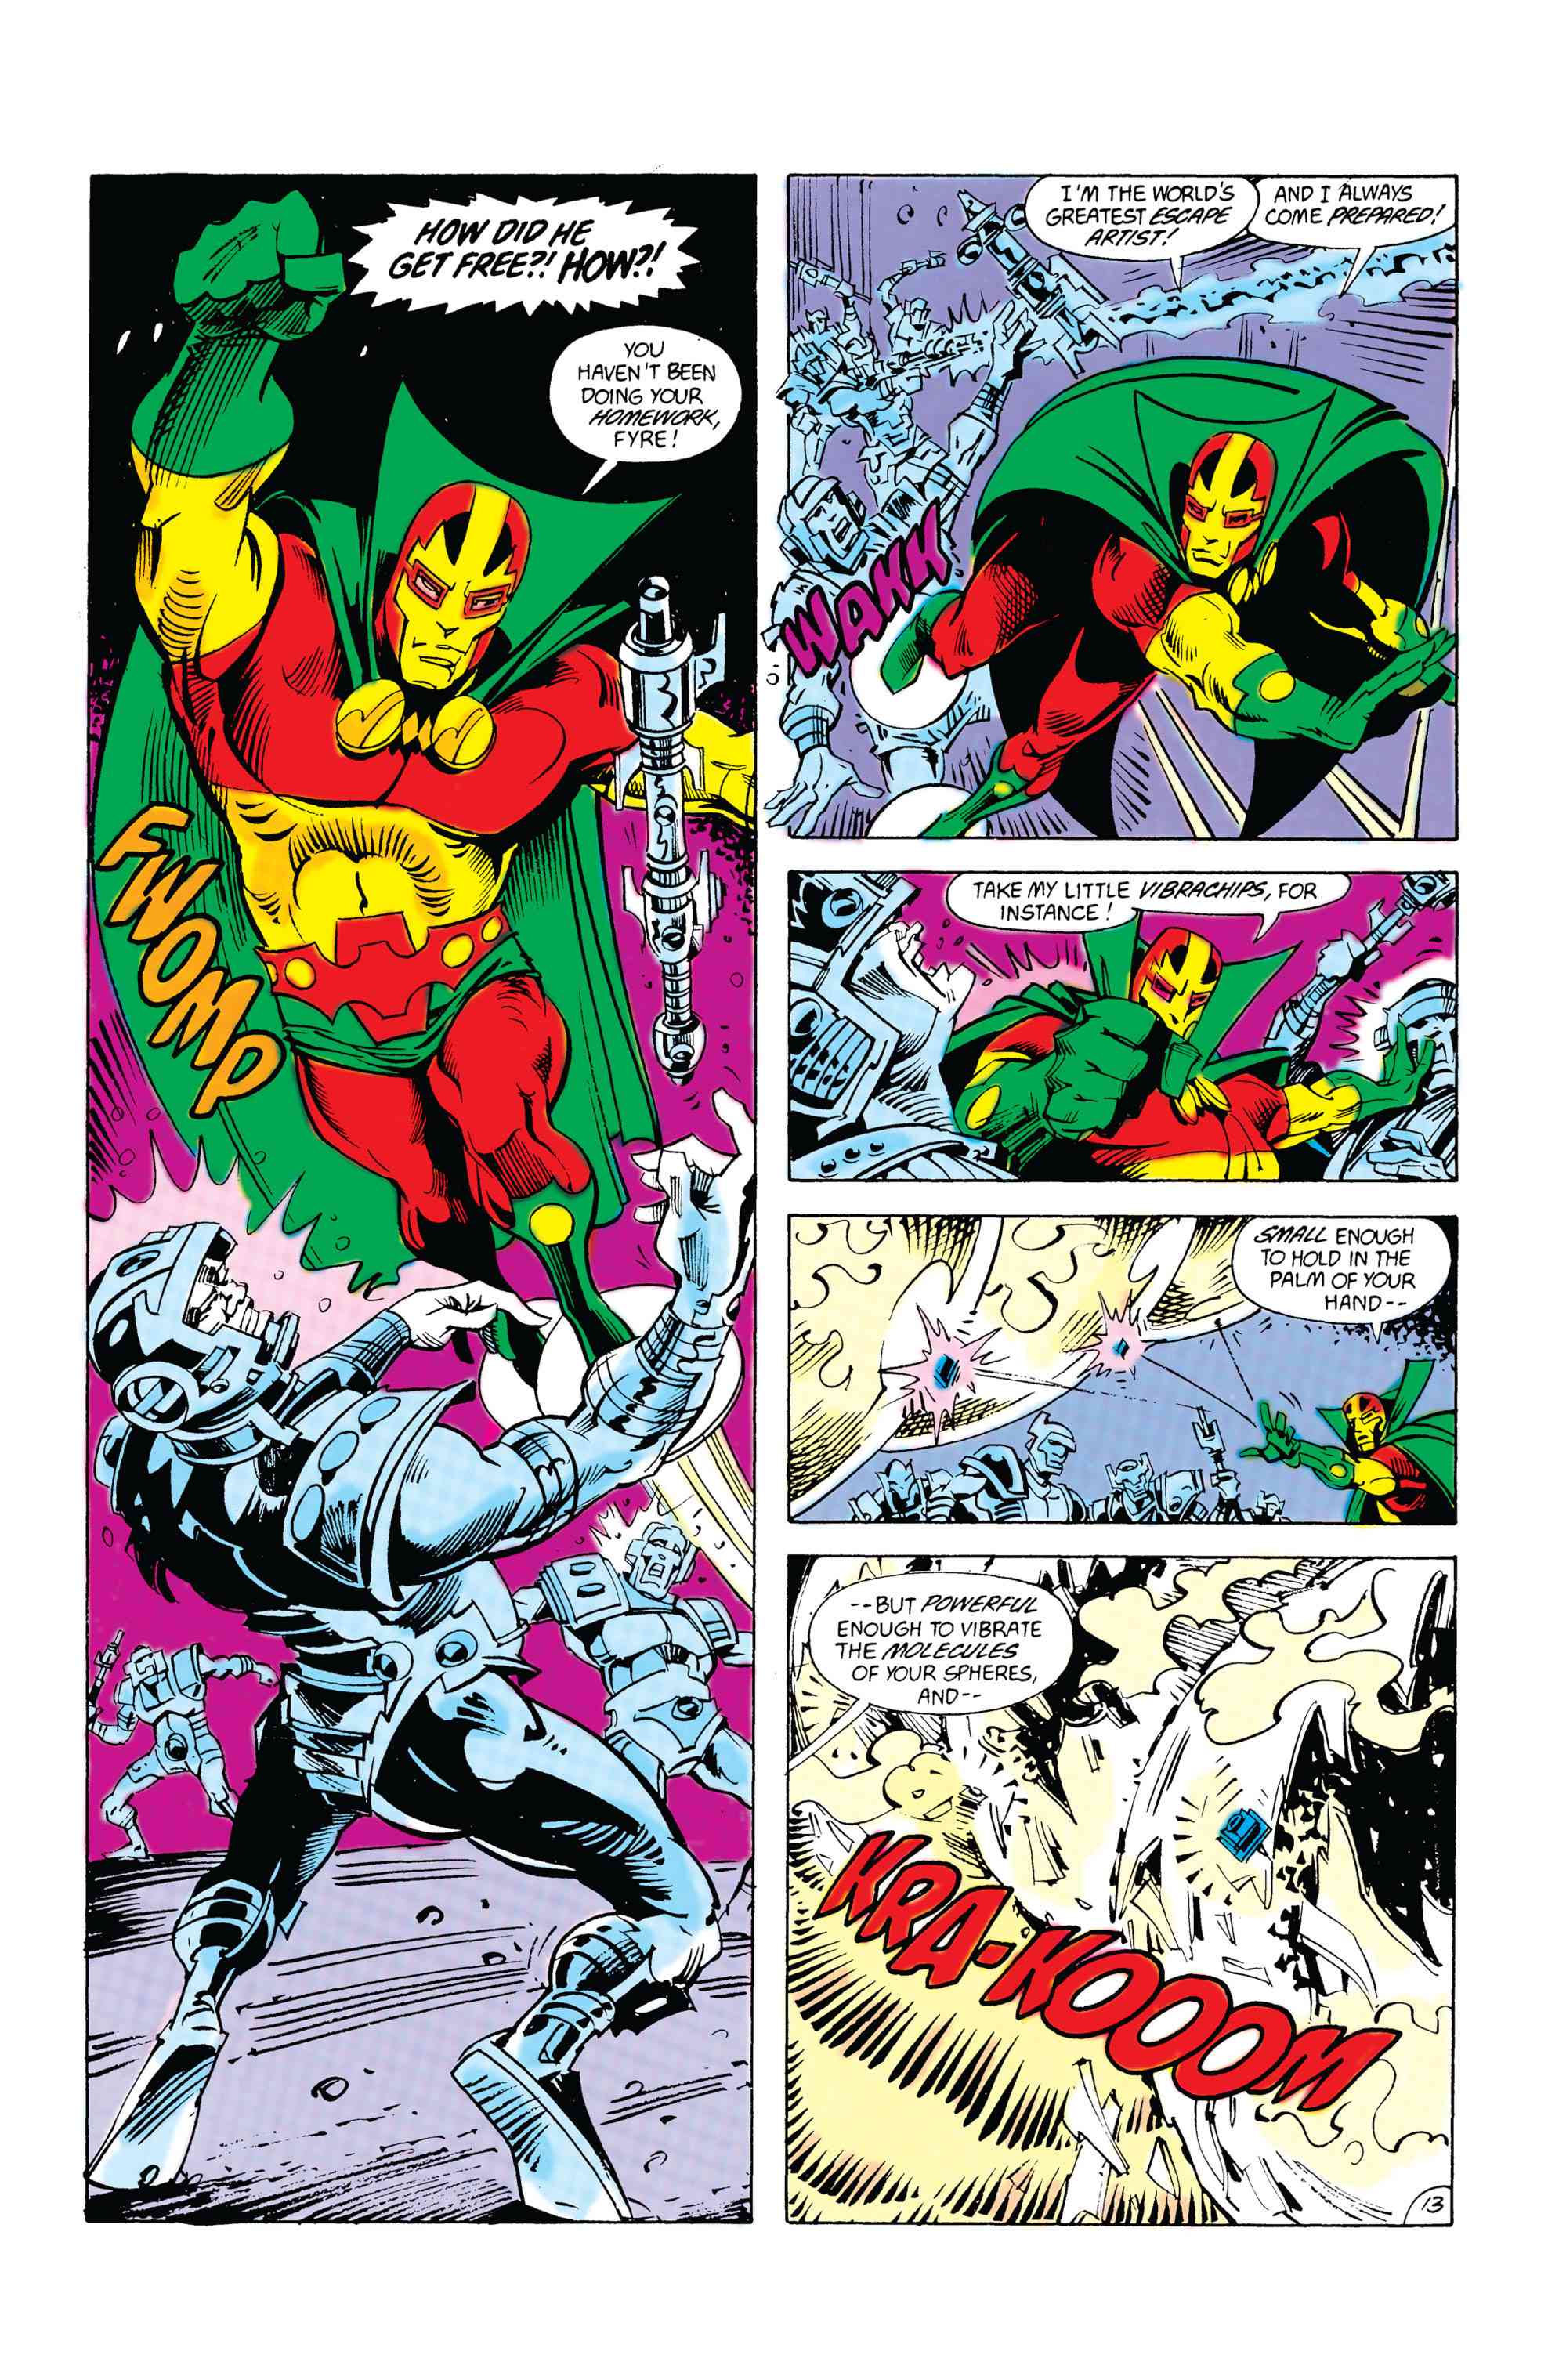 HOW DID HE
GET FREE?! HOW?!
YOU
HAVEN'T BEEN
DOING YOUR
HOMEWORK,
FYRE!
FWOMP
I'M THE WORLD'S
GREATEST ESCAPE
ARTIST!
AND I ALWAYS
COME PREPARED!
WAKK
TAKE MY LITTLE VIBRACHIPS, FOR
INSTANCE!
SMALL ENOUGH
TO HOLD IN THE
PALM OF YOUR
HAND--
--BUT POWERFUL
ENOUGH TO VIBRATE
THE MOLECULES
OF YOUR SPHERES,
AND--
KRA-KOOOM
13